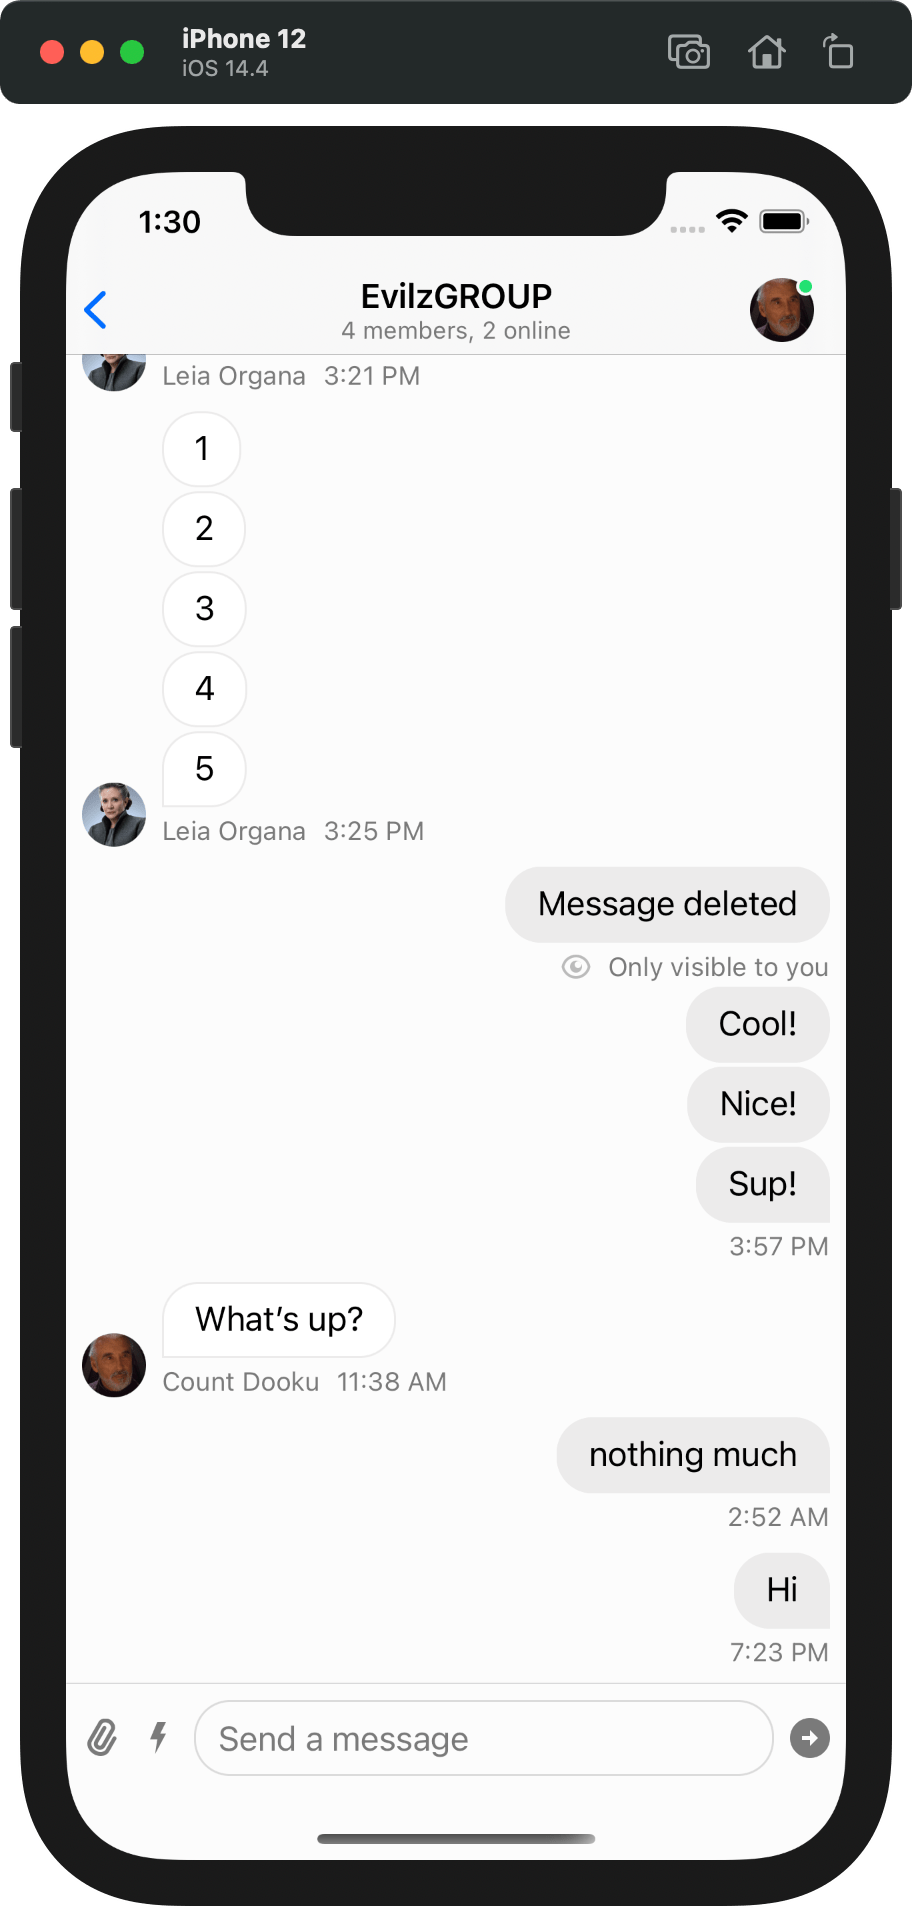 iPhone 12
iOS 14.4
1:30
EvilzGROUP
4 members, 2 online
Leia Organa 3:21 PM
1
2
3
4
5
Leia Organa 3:25 PM
Message deleted
Only visible to you
Cool!
Nice!
Sup!
3:57 PM
What's up?
Count Dooku 11:38 AM
nothing much
2:52 AM
Hi
7:23 PM
Send a message